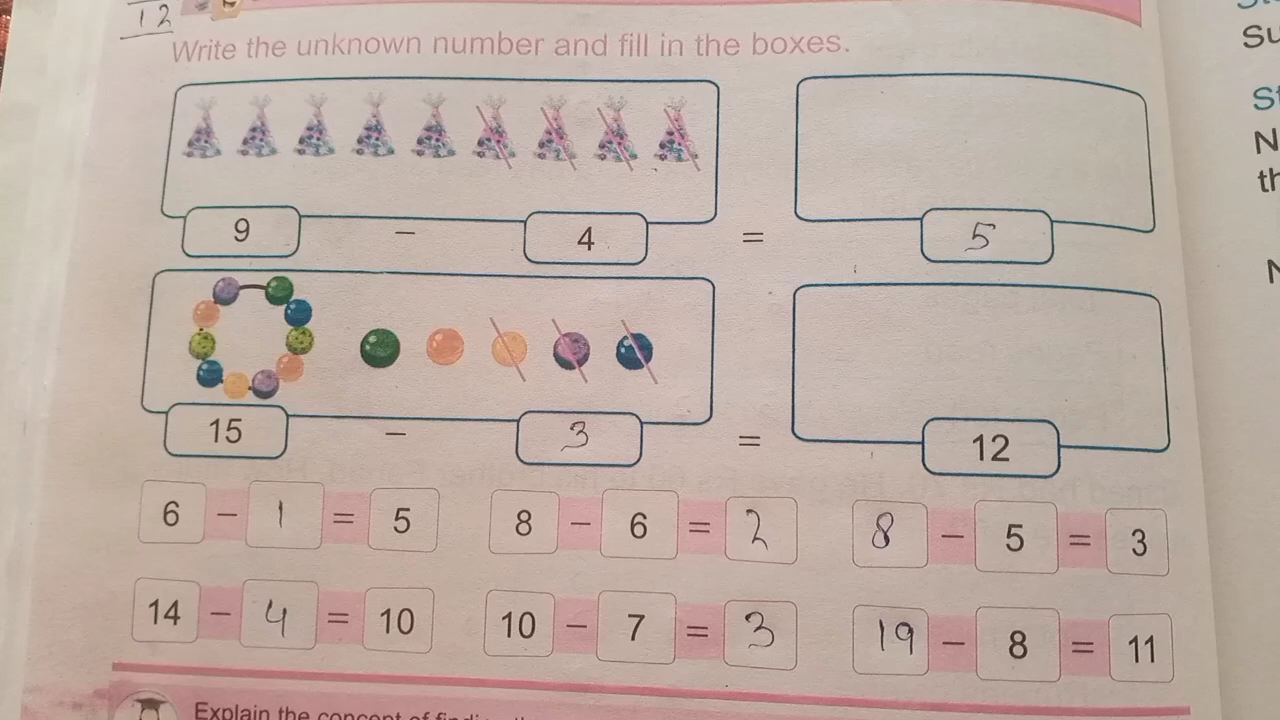 12
Write the unknown number and fill in the boxes.
9 − 4 = 5
15 − 3 = 12
6 − 1 = 5 8 − 6 = 2 8 − 5 = 3
14 − 4 = 10 10 − 7 = 3 19 − 8 = 11
Explain the concept of
Su
N